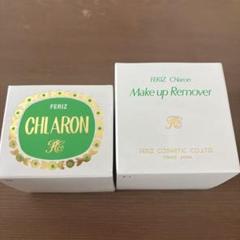 FERIZ
CHLARON
FERIZ CHlaron
Make up Remover
FERIZ COSMETIC CO.,LTD.